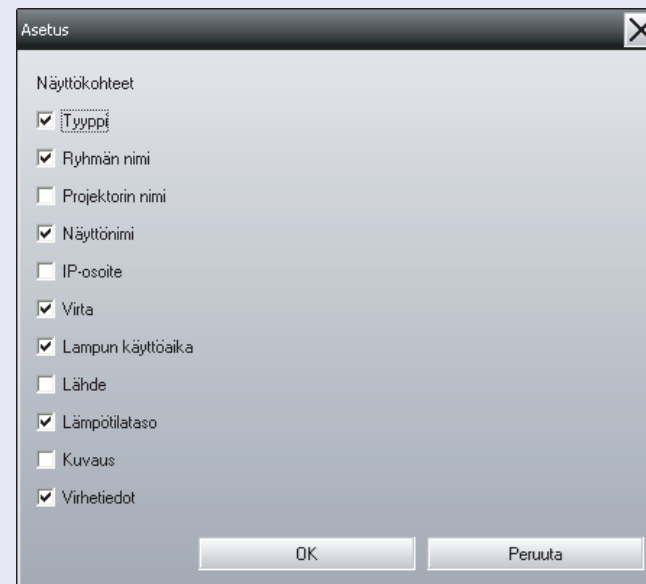 Asetus
Näyttökohteet
Tyyppi
Ryhmän nimi
Projektorin nimi
Näyttönimi
IP-osoite
Virta
Lampun käyttöaika
Lähde
Lämpötilataso
Kuvaus
Virhetiedot
OK Peruuta